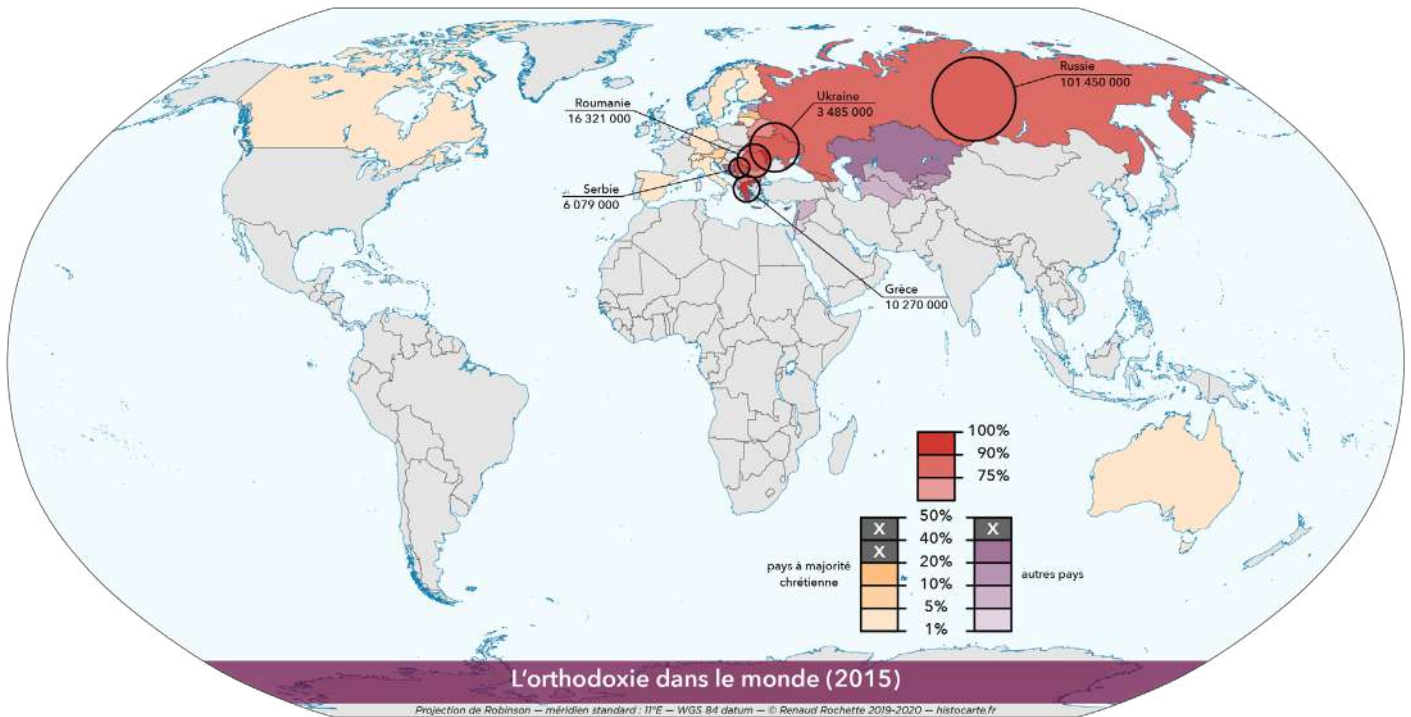 Russie
101 450 000
Ukraine
3 485 000
Roumanie
16 321 000
Serbie
6 079 000
Grèce
10 270 000
100%
90%
75%
50%
X
X
40%
X
20%
pays à majorité
chrétienne
autres pays
10%
5%
1%
L'orthodoxie dans le monde (2015)
Projection de Robinson — méridien standard : 11°E — WGS 84 datum — © Renaud Rochette 2019-2020 — histocarte.fr